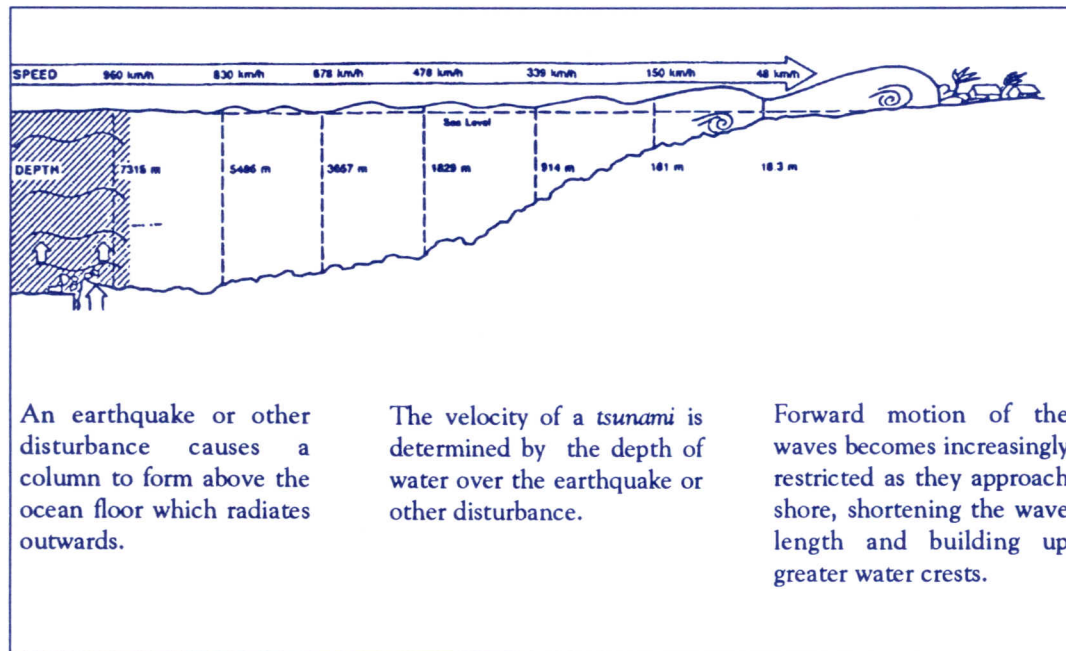 SPEED 960 km/h 830 km/h 678 km/h 478 km/h 339 km/h 150 km/h 48 km/h
Sea Level
DEPTH 7315 m 5486 m 3657 m 1829 m 914 m 181 m 18.3 m
An earthquake or other
disturbance causes a
column to form above the
ocean floor which radiates
outwards.
The velocity of a tsunami is
determined by the depth of
water over the earthquake or
other disturbance.
Forward motion of the
waves becomes increasingly
restricted as they approach
shore, shortening the wave
length and building up
greater water crests.